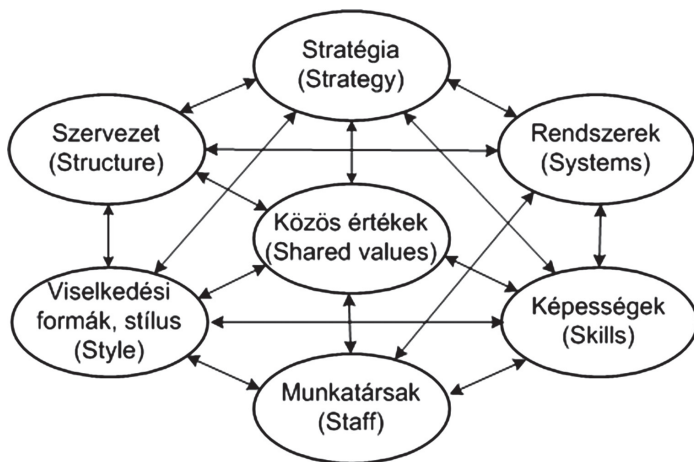 Stratégia
(Strategy)
Szervezet
(Structure)
Rendszerek
(Systems)
Közös értékek
(Shared values)
Viselkedési
formák, stílus
(Style)
Képességek
(Skills)
Munkatársak
(Staff)